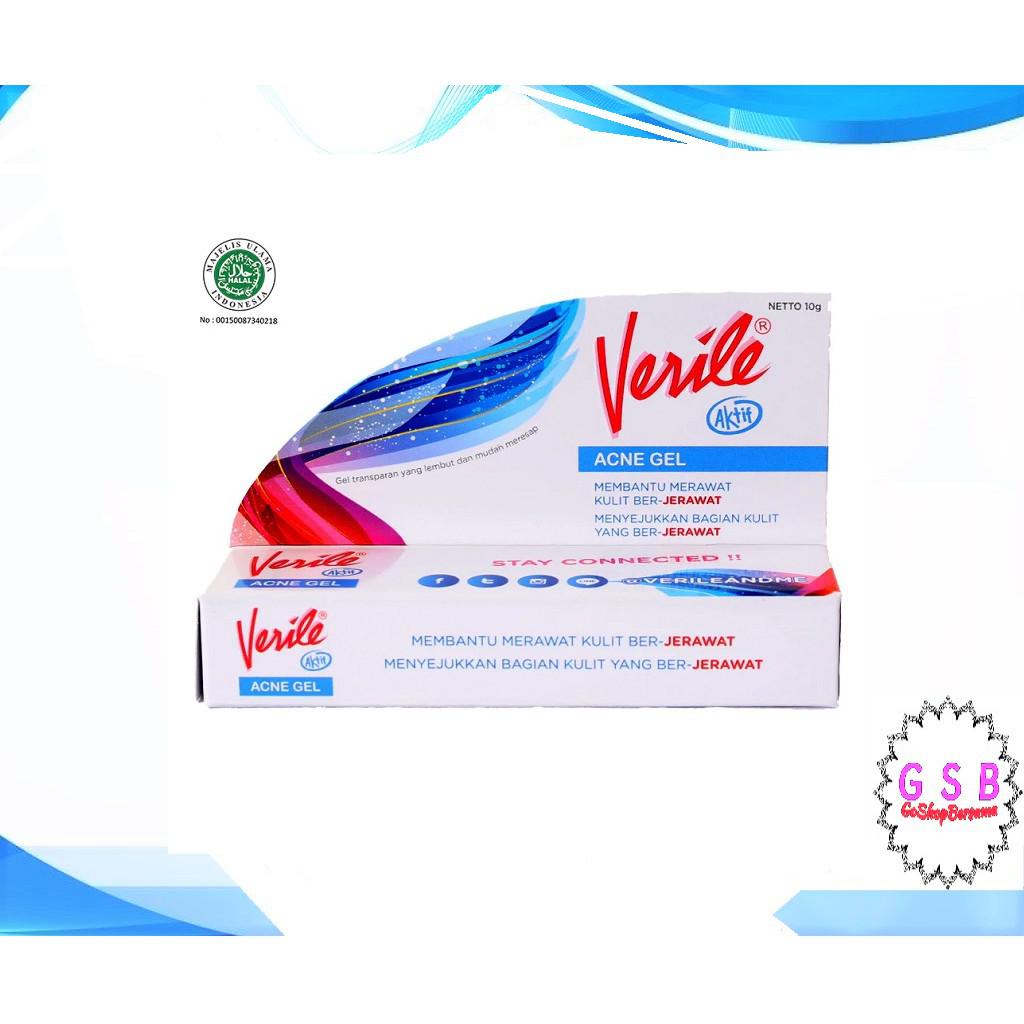 MAJELIS ULAMA
حلال
HALAL
INDONESIA
No : 00150087340218
NETTO 10g
Verile®
Aktif
ACNE GEL
Gel transparan yang lembut dan mudah meresap
MEMBANTU MERAWAT
KULIT BER-JERAWAT
MENYEJUKKAN BAGIAN KULIT
YANG BER-JERAWAT
Verile®
Aktif
ACNE GEL
STAY CONNECTED !!
@VERILEANDME
Verile®
Aktif
ACNE GEL
MEMBANTU MERAWAT KULIT BER-JERAWAT
MENYEJUKKAN BAGIAN KULIT YANG BER-JERAWAT
G S B
GoShopBersama